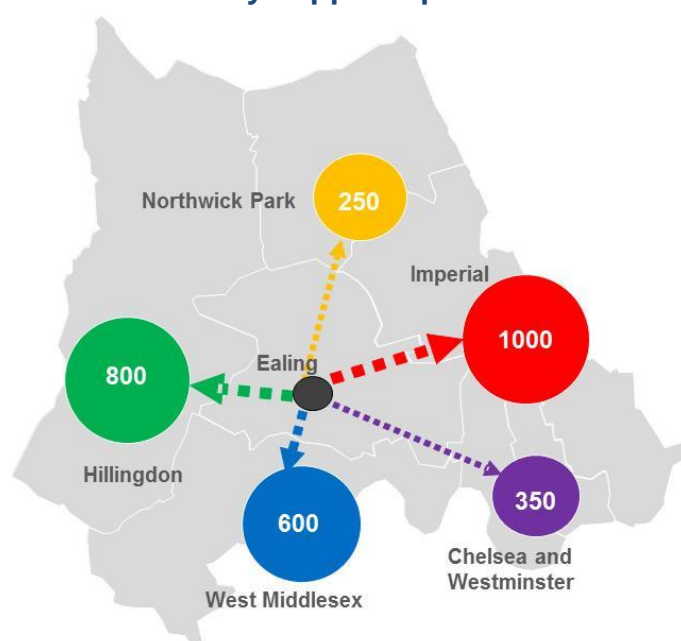 Northwick Park
250
Imperial
1000
Ealing
800
Hillingdon
600
West Middlesex
350
Chelsea and
Westminster